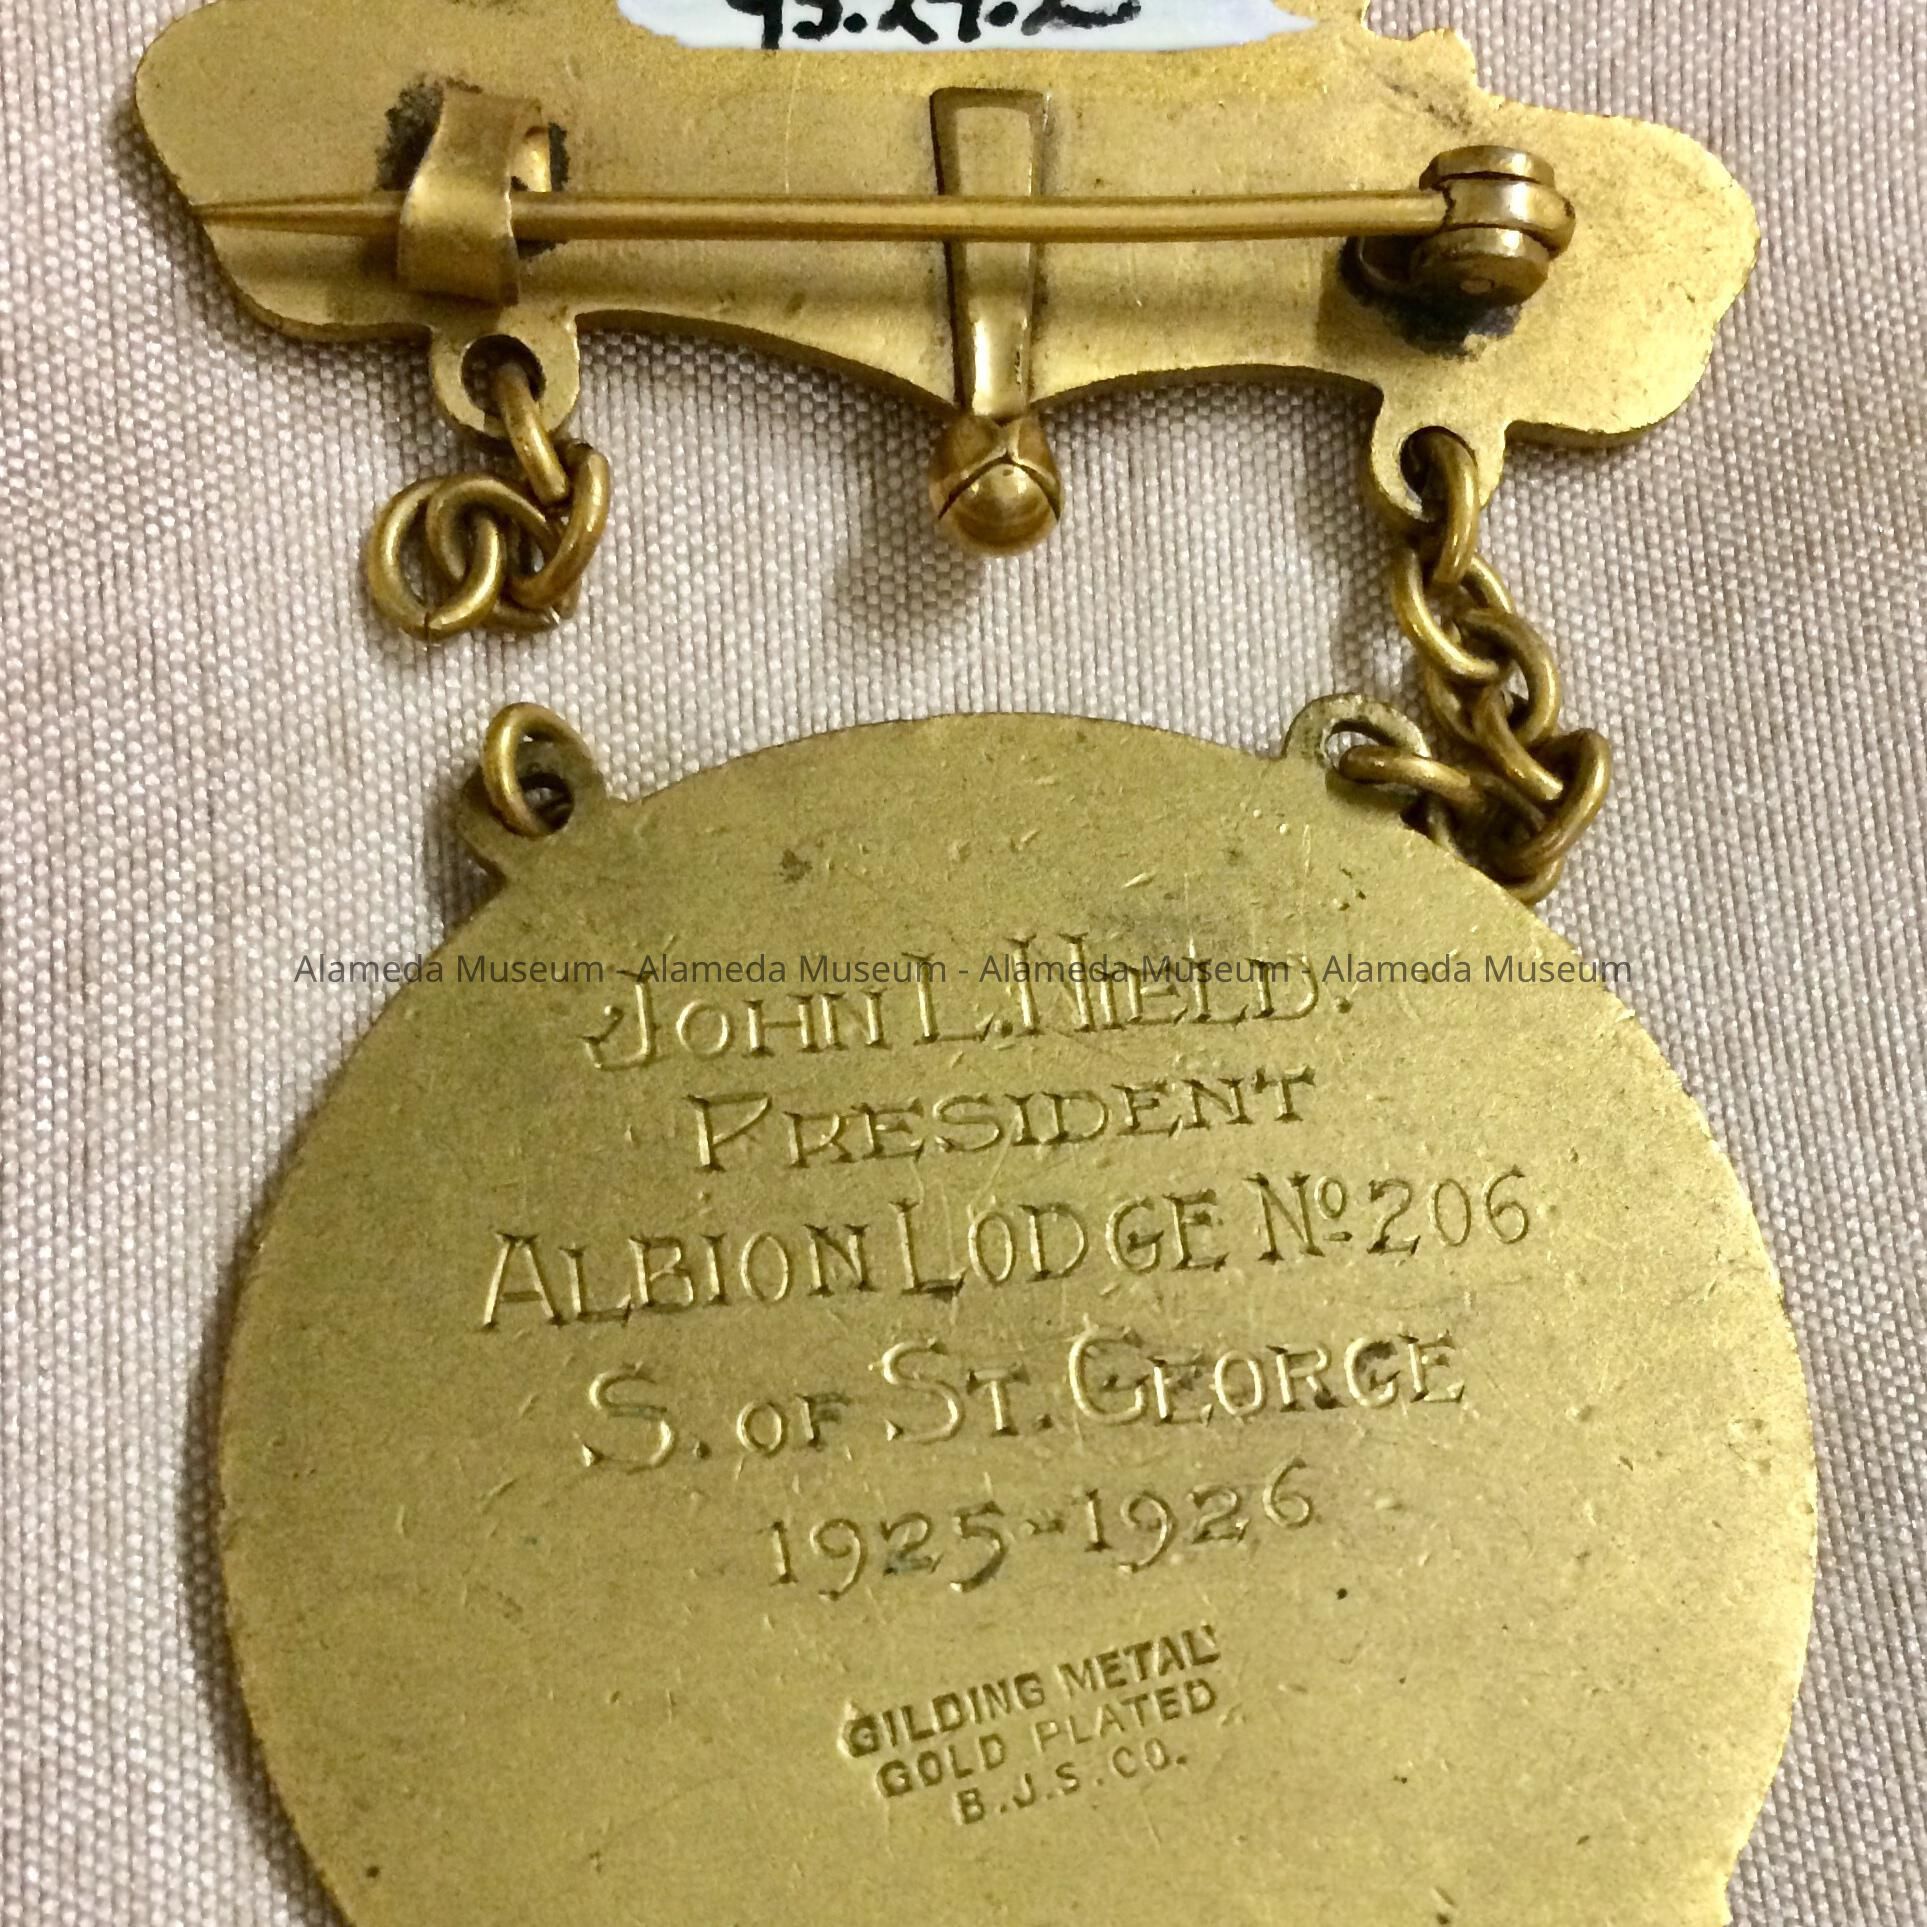 Alameda Museum - Alameda Museum - Alameda Museum - Alameda Museum
JOHN L. NIELD.
PRESIDENT
ALBION LODGE No 206
S. OF ST. GEORGE
1925-1926
GILDING METAL
GOLD PLATED
B.J.S.CO.